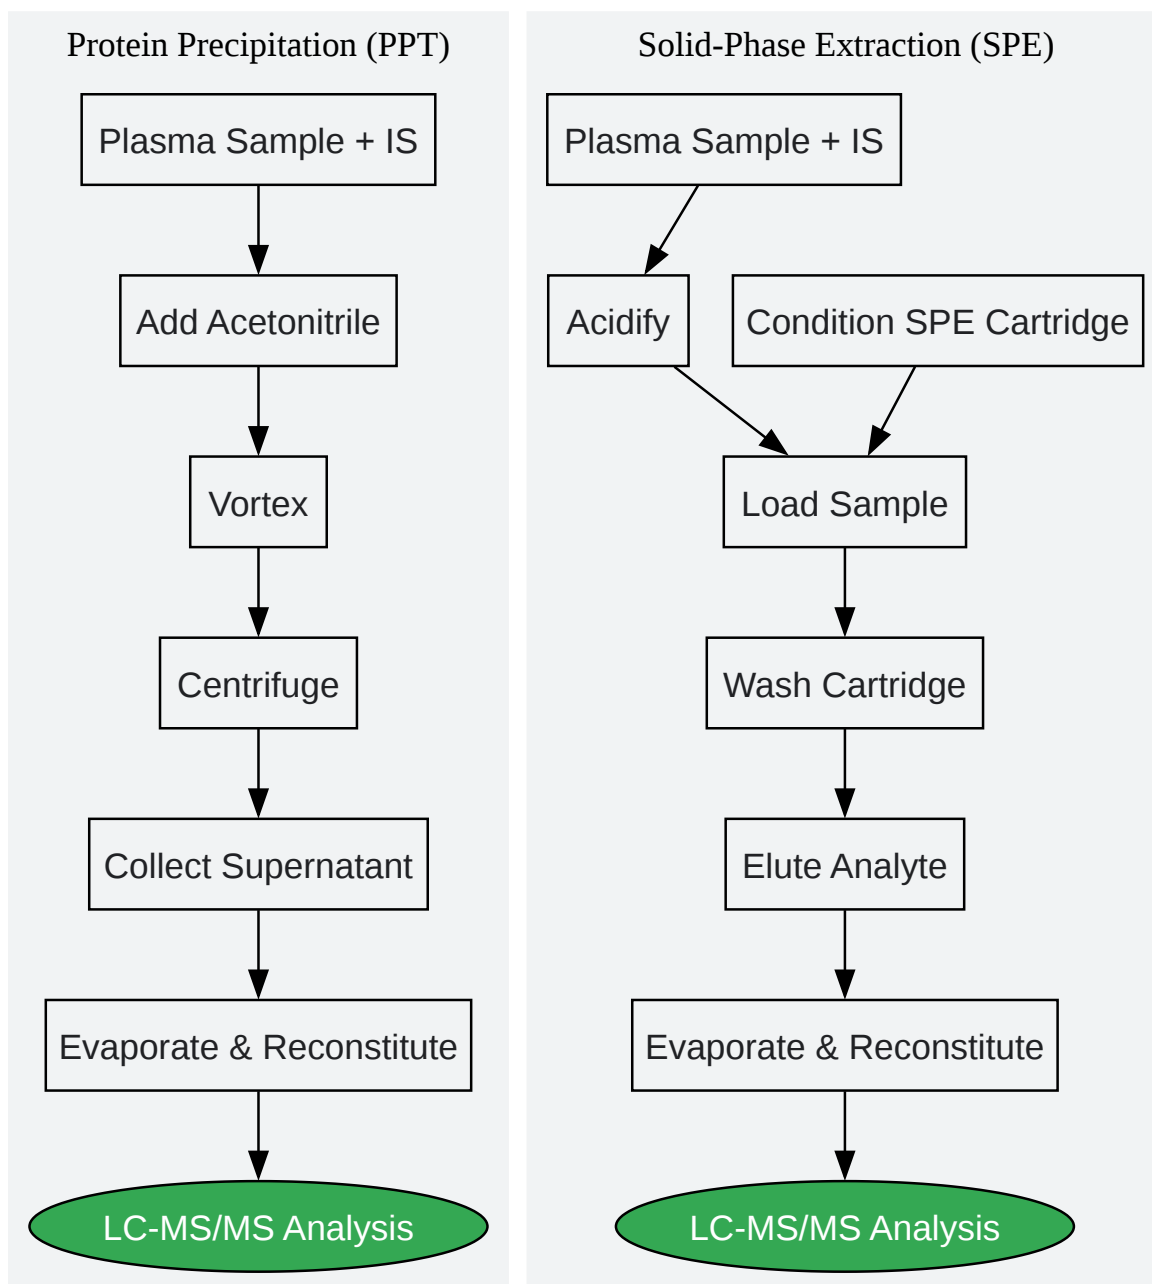 Protein Precipitation (PPT)
Plasma Sample + IS
Add Acetonitrile
Vortex
Centrifuge
Collect Supernatant
Evaporate & Reconstitute
LC-MS/MS Analysis
Solid-Phase Extraction (SPE)
Plasma Sample + IS
Acidify
Condition SPE Cartridge
Load Sample
Wash Cartridge
Elute Analyte
Evaporate & Reconstitute
LC-MS/MS Analysis